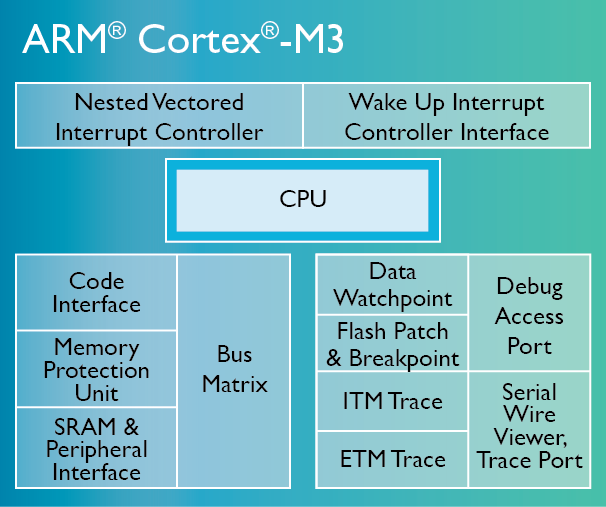 ARM® Cortex®-M3
Nested Vectored
Interrupt Controller
Wake Up Interrupt
Controller Interface
CPU
Code
Interface
Memory
Protection
Unit
SRAM &
Peripheral
Interface
Bus
Matrix
Data
Watchpoint
Flash Patch
& Breakpoint
ITM Trace
ETM Trace
Debug
Access
Port
Serial
Wire
Viewer,
Trace Port